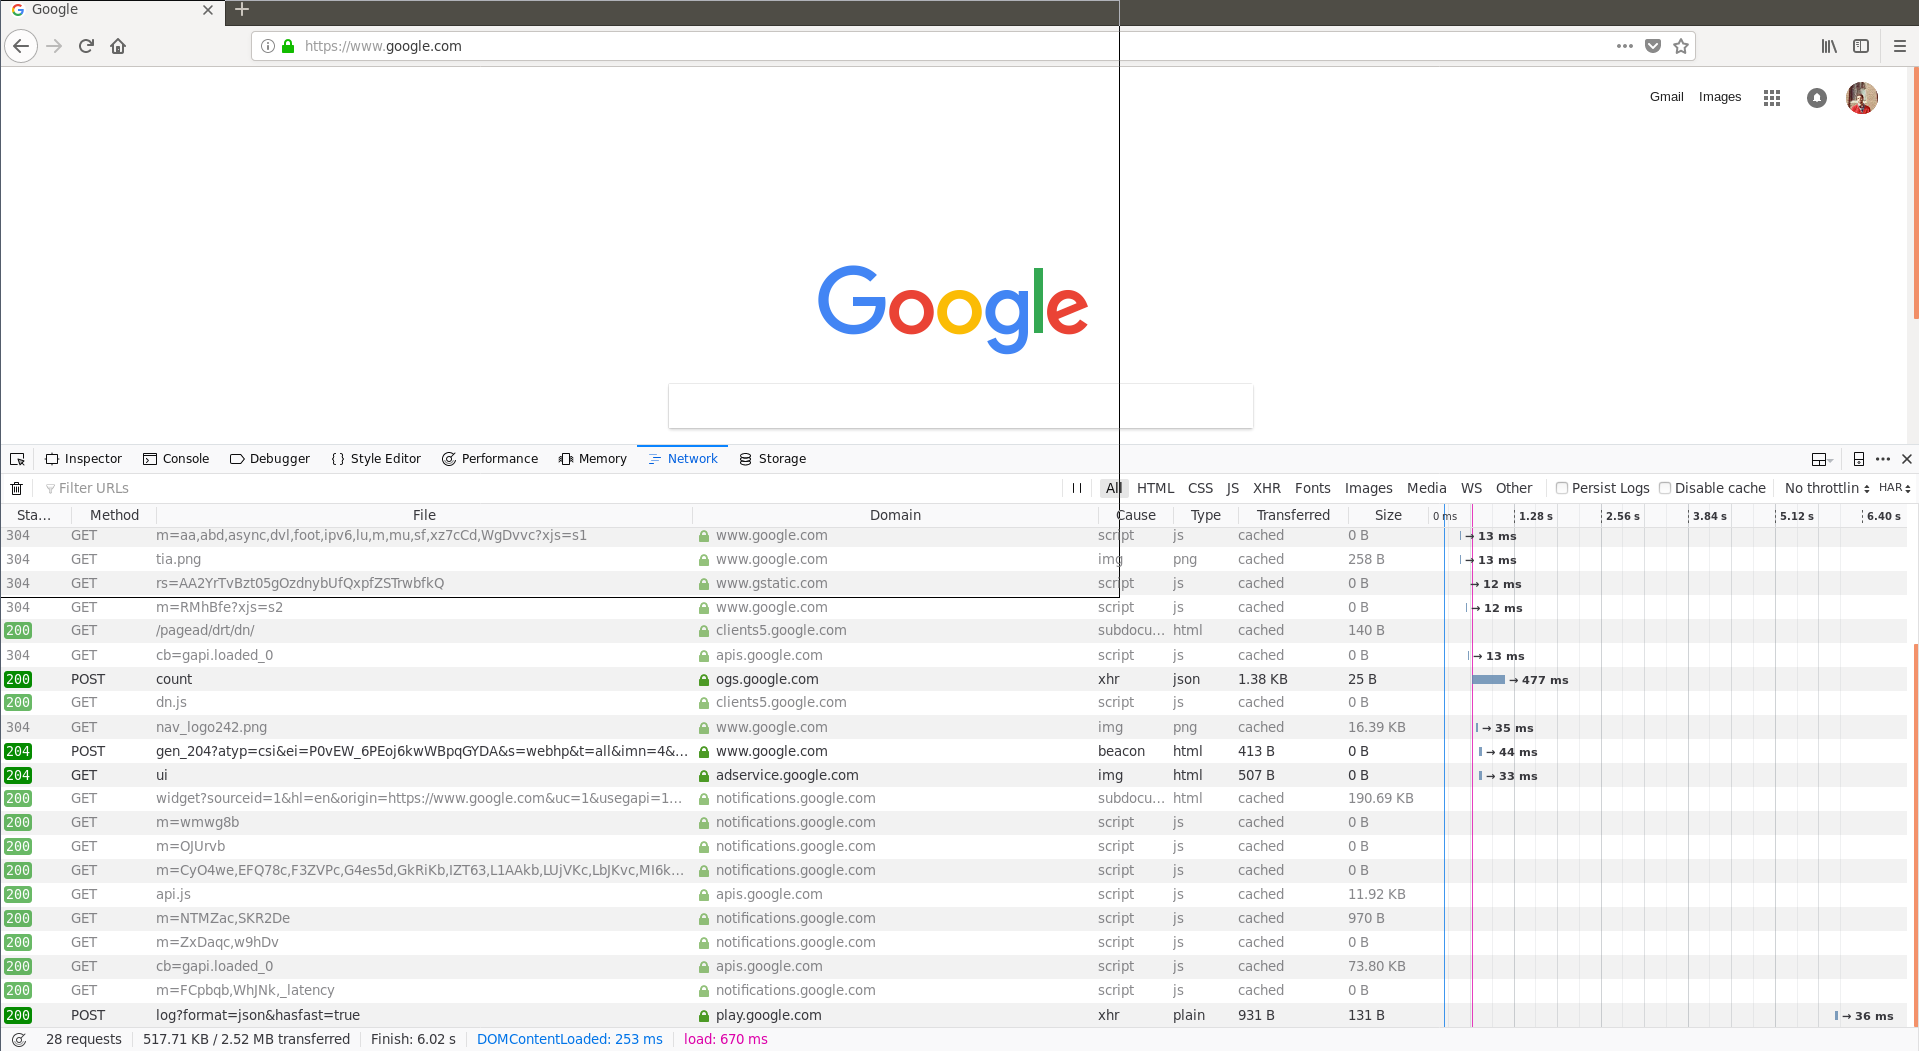 Google
https://www.google.com
Gmail Images
Google
Inspector Console Debugger { } Style Editor Performance Memory Network Storage
Filter URLs All HTML CSS JS XHR Fonts Images Media WS Other Persist Logs Disable cache No throttlin HAR
Sta... Method File Domain Cause Type Transferred Size 0 ms 1.28 s 2.56 s 3.84 s 5.12 s 6.40 s
304 GET m=aa,abd,async,dvl,foot,ipv6,lu,m,mu,sf,xz7cCd,WgDvvc?xjs=s1 www.google.com script js cached 0 B → 13 ms
304 GET tia.png www.google.com img png cached 258 B → 13 ms
304 GET rs=AA2YrTvBzt05gOzdnybUfQxpfZSTrwbfkQ www.gstatic.com script js cached 0 B → 12 ms
304 GET m=RMhBfe?xjs=s2 www.google.com script js cached 0 B → 12 ms
200 GET /pagead/drt/dn/ clients5.google.com subdocu... html cached 140 B
304 GET cb=gapi.loaded_0 apis.google.com script js cached 0 B → 13 ms
200 POST count ogs.google.com xhr json 1.38 KB 25 B → 477 ms
200 GET dn.js clients5.google.com script js cached 0 B
304 GET nav_logo242.png www.google.com img png cached 16.39 KB → 35 ms
204 POST gen_204?atyp=csi&ei=P0vEW_6PEoj6kwWBpqGYDA&s=webhp&t=all&imn=4&... www.google.com beacon html 413 B 0 B → 44 ms
204 GET ui adservice.google.com img html 507 B 0 B → 33 ms
200 GET widget?sourceid=1&hl=en&origin=https://www.google.com&uc=1&usegapi=1... notifications.google.com subdocu... html cached 190.69 KB
200 GET m=wmwg8b notifications.google.com script js cached 0 B
200 GET m=OJUrvb notifications.google.com script js cached 0 B
200 GET m=CyO4we,EFQ78c,F3ZVPc,G4es5d,GkRiKb,IZT63,L1AAkb,LUjVKc,LbJKvc,MI6k... notifications.google.com script js cached 0 B
200 GET api.js apis.google.com script js cached 11.92 KB
200 GET m=NTMZac,SKR2De notifications.google.com script js cached 970 B
200 GET m=ZxDaqc,w9hDv notifications.google.com script js cached 0 B
200 GET cb=gapi.loaded_0 apis.google.com script js cached 73.80 KB
200 GET m=FCpbqb,WhJNk,_latency notifications.google.com script js cached 0 B
200 POST log?format=json&hasfast=true play.google.com xhr plain 931 B 131 B → 36 ms
28 requests 517.71 KB / 2.52 MB transferred Finish: 6.02 s DOMContentLoaded: 253 ms load: 670 ms